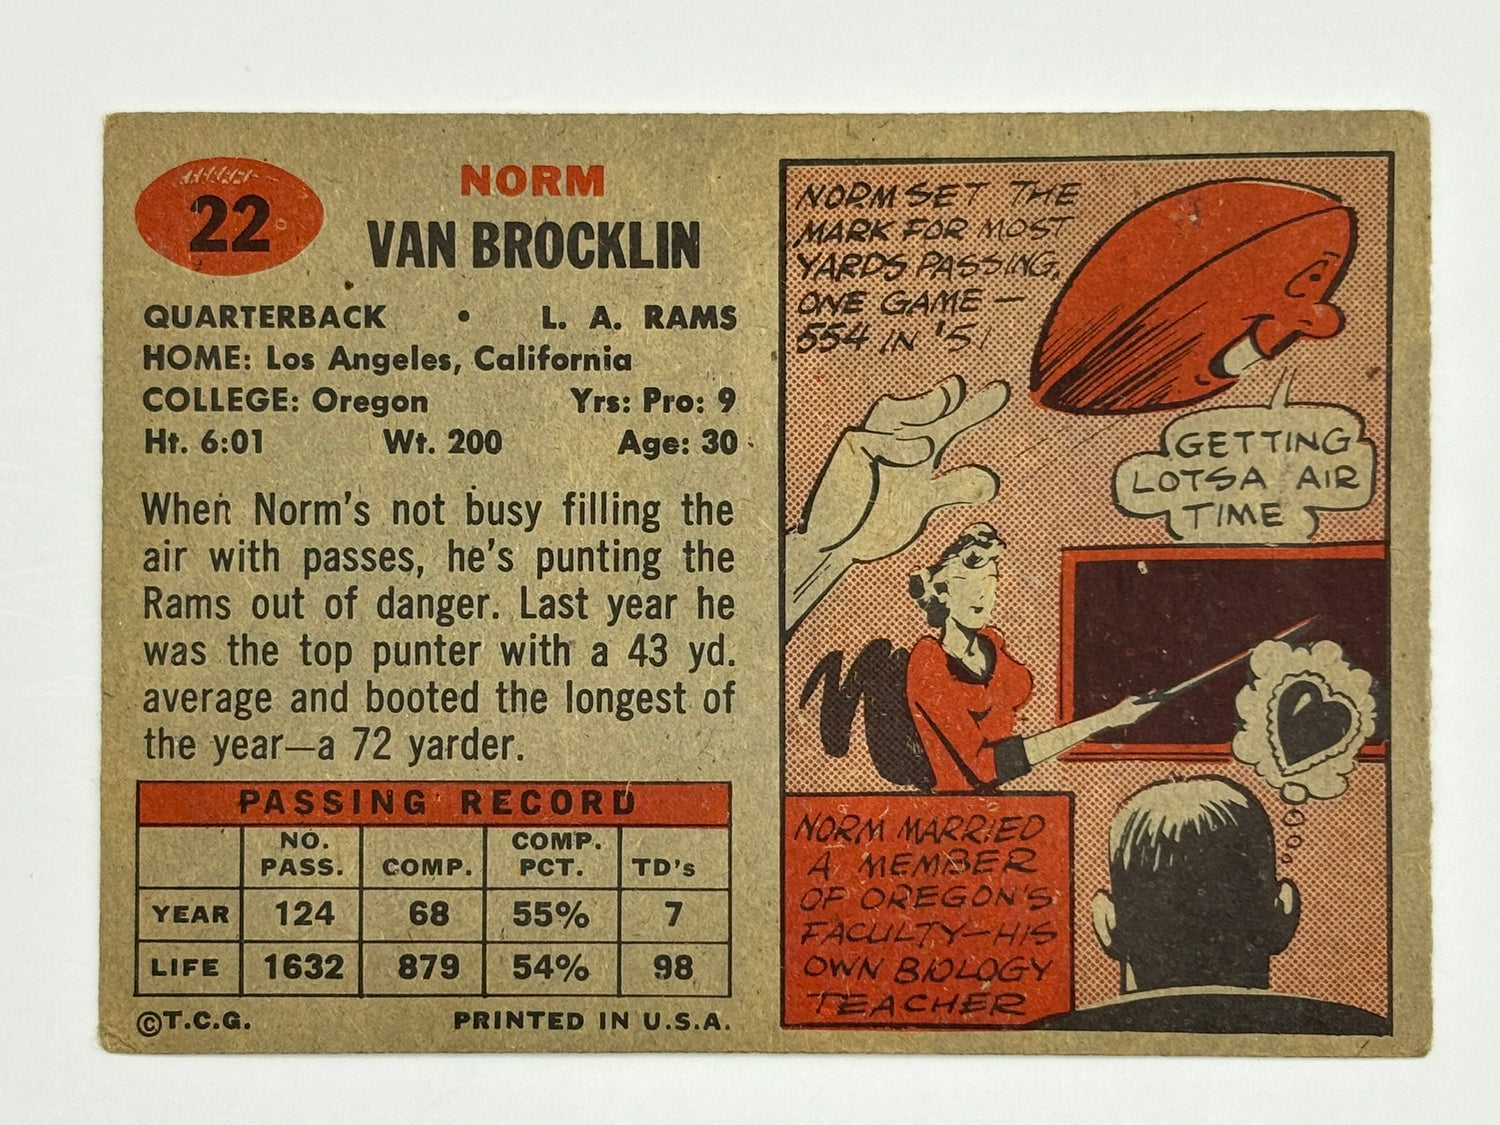 22
NORM
VAN BROCKLIN
QUARTERBACK • L. A. RAMS
HOME: Los Angeles, California
COLLEGE: Oregon Yrs: Pro: 9
Ht. 6:01 Wt. 200 Age: 30
When Norm's not busy filling the
air with passes, he's punting the
Rams out of danger. Last year he
was the top punter with a 43 yd.
average and booted the longest of
the year—a 72 yarder.
PASSING RECORD
NO. PASS. COMP. COMP. PCT. TD's
YEAR 124 68 55% 7
LIFE 1632 879 54% 98
©T.C.G. PRINTED IN U.S.A.
NORM SET THE
MARK FOR MOST
YARDS PASSING,
ONE GAME—
554 IN '51
GETTING
LOTSA AIR
TIME
NORM MARRIED
A MEMBER
OF OREGON'S
FACULTY—HIS
OWN BIOLOGY
TEACHER